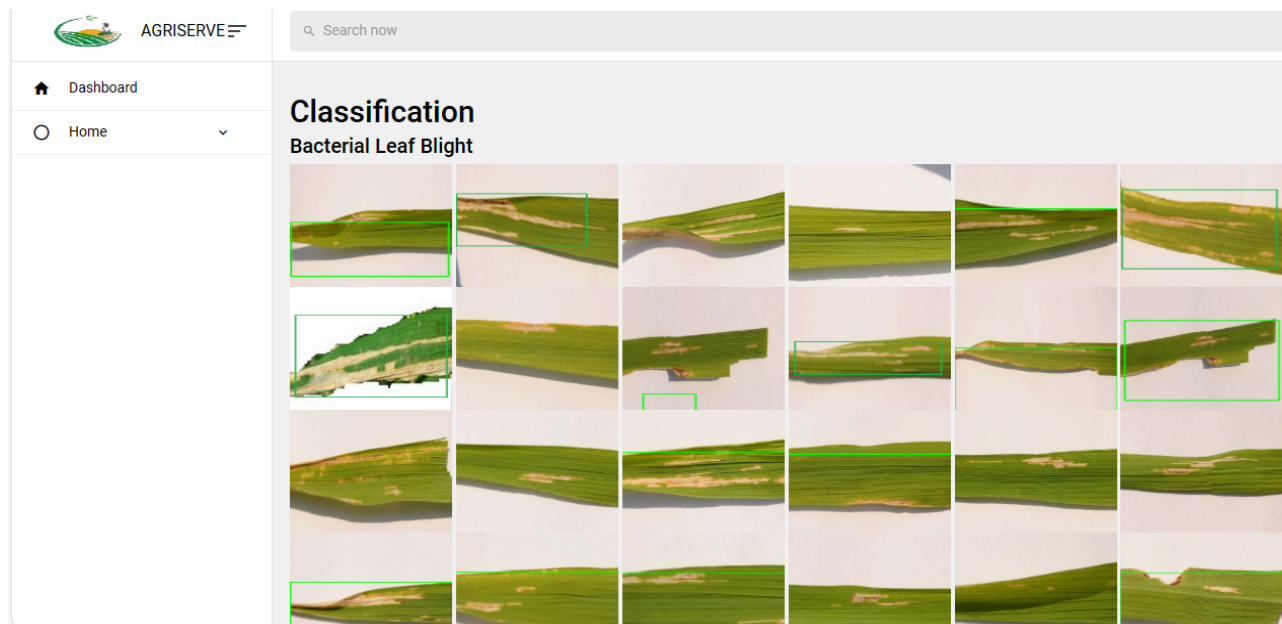 AGRISERVE
Search now
Dashboard
Home
Classification
Bacterial Leaf Blight